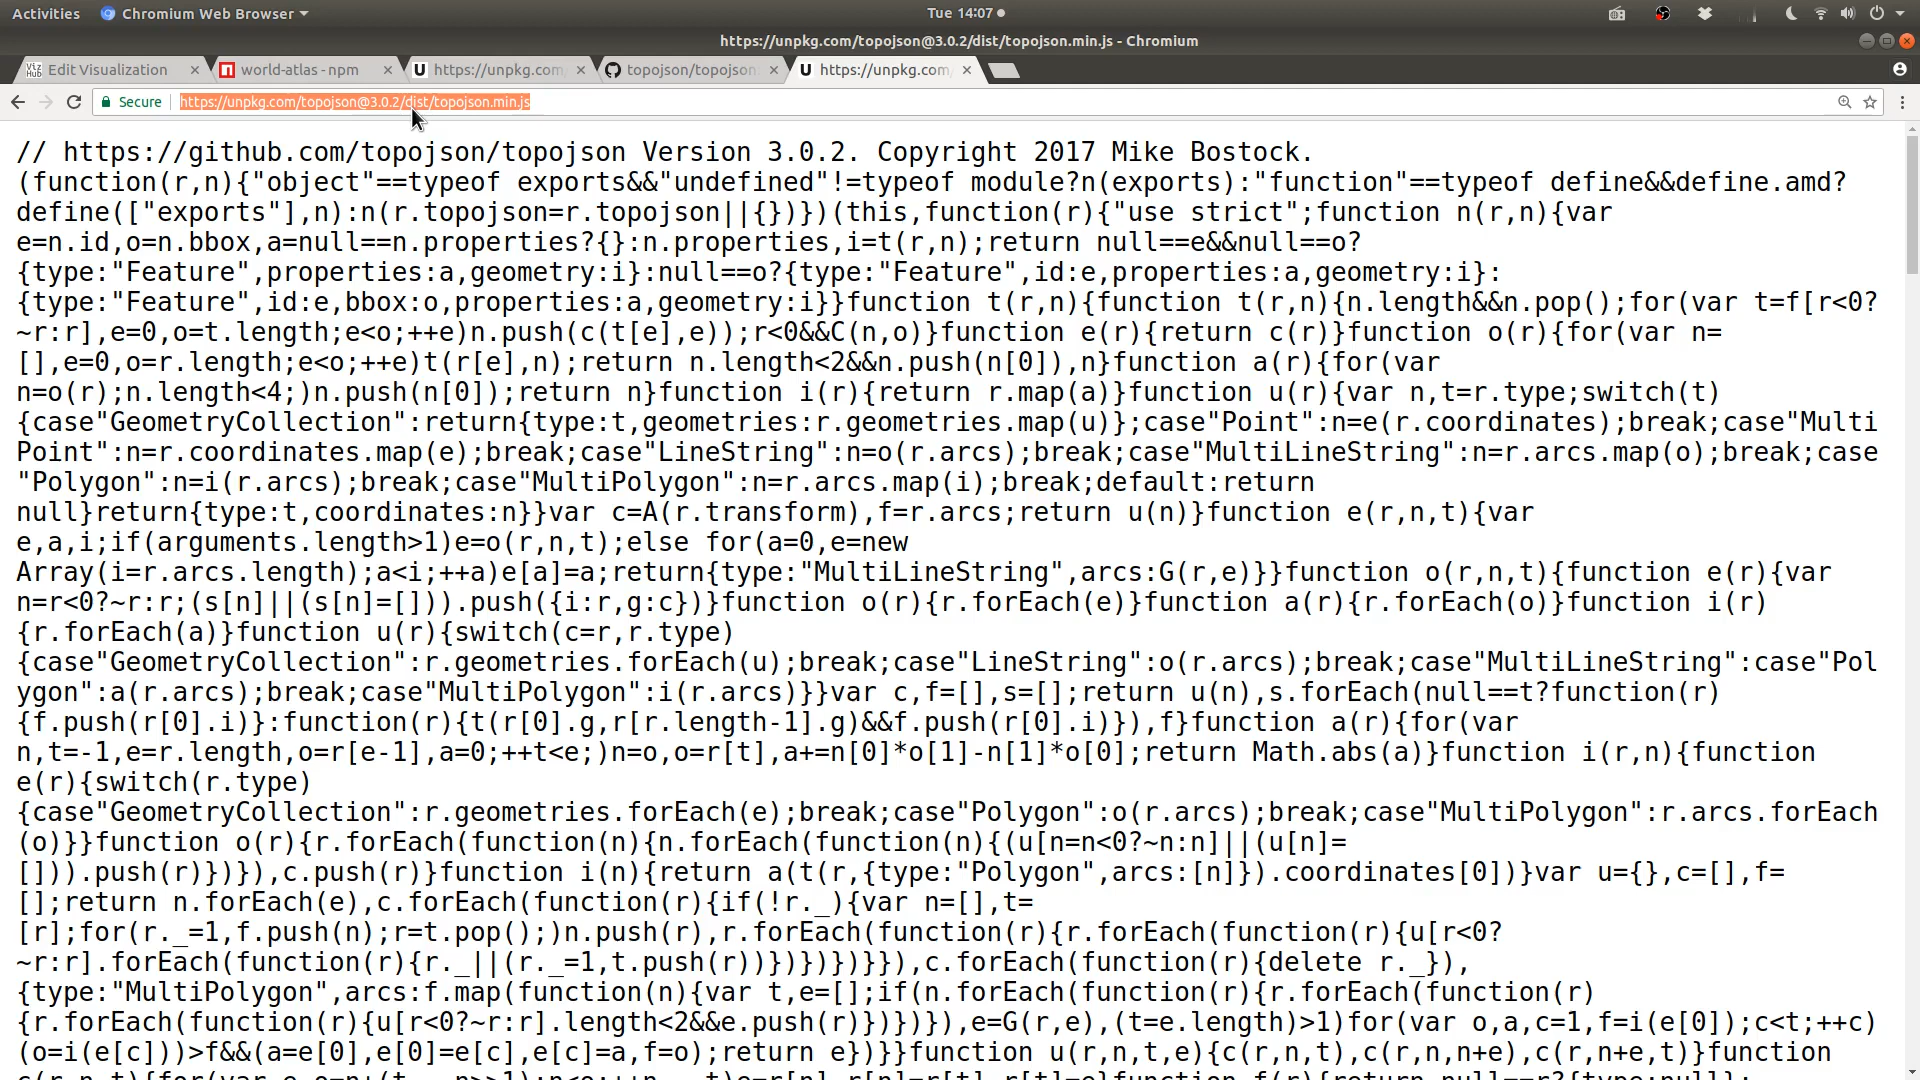 Activities
Chromium Web Browser
Tue 14:07
https://unpkg.com/topojson@3.0.2/dist/topojson.min.js - Chromium
Viz Hub
Edit Visualization
world-atlas - npm
U
https://unpkg.com
topojson/topojson
U
https://unpkg.com
Secure
https://unpkg.com/topojson@3.0.2/dist/topojson.min.js
// https://github.com/topojson/topojson Version 3.0.2. Copyright 2017 Mike Bostock.
(function(r,n){"object"==typeof exports&&"undefined"!=typeof module?n(exports):"function"==typeof define&&define.amd?
define(["exports"],n):n(r.topojson=r.topojson||{})})(this,function(r){"use strict";function n(r,n){var
e=n.id,o=n.bbox,a=null==n.properties?{}:n.properties,i=t(r,n);return null==e&&null==o?
{type:"Feature",properties:a,geometry:i}:null==o?{type:"Feature",id:e,properties:a,geometry:i}:
{type:"Feature",id:e,bbox:o,properties:a,geometry:i}}function t(r,n){function t(r,n){n.length&&n.pop();for(var t=f[r<0?
~r:r],e=0,o=t.length;e<o;++e)n.push(c(t[e],e));r<0&&C(n,o)}function e(r){return c(r)}function o(r){for(var n=
[],e=0,o=r.length;e<o;++e)t(r[e],n);return n.length<2&&n.push(n[0]),n}function a(r){for(var
n=o(r);n.length<4;)n.push(n[0]);return n}function i(r){return r.map(a)}function u(r){var n,t=r.type;switch(t)
{case"GeometryCollection":return{type:t,geometries:r.geometries.map(u)};case"Point":n=e(r.coordinates);break;case"Multi
Point":n=r.coordinates.map(e);break;case"LineString":n=o(r.arcs);break;case"MultiLineString":n=r.arcs.map(o);break;case
"Polygon":n=i(r.arcs);break;case"MultiPolygon":n=r.arcs.map(i);break;default:return
null}return{type:t,coordinates:n}}var c=A(r.transform),f=r.arcs;return u(n)}function e(r,n,t){var
e,a,i;if(arguments.length>1)e=o(r,n,t);else for(a=0,e=new
Array(i=r.arcs.length);a<i;++a)e[a]=a;return{type:"MultiLineString",arcs:G(r,e)}}function o(r,n,t){function e(r){var
n=r<0?~r:r;(s[n]||(s[n]=[])).push({i:r,g:c})}function o(r){r.forEach(e)}function a(r){r.forEach(o)}function i(r)
{r.forEach(a)}function u(r){switch(c=r,r.type)
{case"GeometryCollection":r.geometries.forEach(u);break;case"LineString":o(r.arcs);break;case"MultiLineString":case"Pol
ygon":a(r.arcs);break;case"MultiPolygon":i(r.arcs)}}var c,f=[],s=[];return u(n),s.forEach(null==t?function(r)
{f.push(r[0].i)}:function(r){t(r[0].g,r[r.length-1].g)&&f.push(r[0].i)}),f}function a(r){for(var
n,t=-1,e=r.length,o=r[e-1],a=0;++t<e;)n=o,o=r[t],a+=n[0]*o[1]-n[1]*o[0];return Math.abs(a)}function i(r,n){function
e(r){switch(r.type)
{case"GeometryCollection":r.geometries.forEach(e);break;case"Polygon":o(r.arcs);break;case"MultiPolygon":r.arcs.forEach
(o)}}function o(r){r.forEach(function(n){n.forEach(function(n){(u[n=n<0?~n:n]||(u[n]=
[])).push(r)})}),c.push(r)}function i(n){return a(t(r,{type:"Polygon",arcs:[n]}).coordinates[0])}var u={},c=[],f=
[];return n.forEach(e),c.forEach(function(r){if(!r._){var n=[],t=
[r];for(r._=1,f.push(n);r=t.pop();)n.push(r),r.forEach(function(r){r.forEach(function(r){u[r<0?
~r:r].forEach(function(r){r._||(r._=1,t.push(r))})})})}}),c.forEach(function(r){delete r._}),
{type:"MultiPolygon",arcs:f.map(function(n){var t,e=[];if(n.forEach(function(r){r.forEach(function(r)
{r.forEach(function(r){u[r<0?~r:r].length<2&&e.push(r)})})}),e=G(r,e),(t=e.length)>1)for(var o,a,c=1,f=i(e[0]);c<t;++c)
(o=i(e[c]))>f&&(a=e[0],e[0]=e[c],e[c]=a,f=o);return e})}}function u(r,n,t,e){c(r,n,t),c(r,n,n+e),c(r,n+e,t)}function